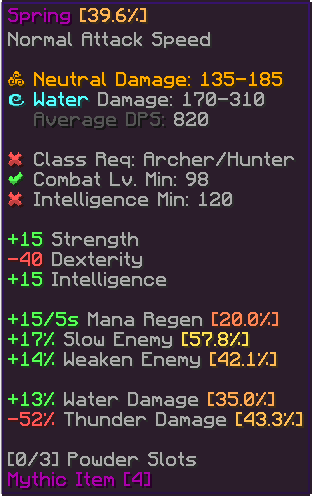 Spring [39.6%]
Normal Attack Speed
Neutral Damage: 135-185
Water Damage: 170-310
Average DPS: 820
✖ Class Req: Archer/Hunter
✔ Combat Lv. Min: 98
✖ Intelligence Min: 120
+15 Strength
-40 Dexterity
+15 Intelligence
+15/5s Mana Regen [20.0%]
+17% Slow Enemy [57.8%]
+14% Weaken Enemy [42.1%]
+13% Water Damage [35.0%]
-52% Thunder Damage [43.3%]
[0/3] Powder Slots
Mythic Item [4]